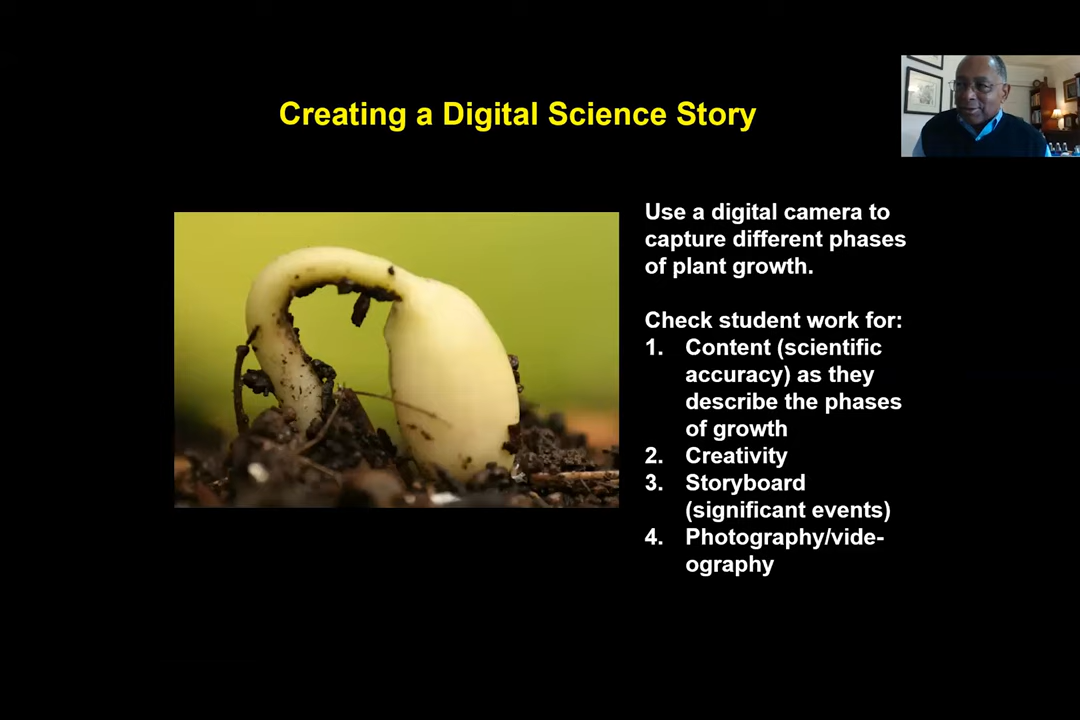 Creating a Digital Science Story
Use a digital camera to
capture different phases
of plant growth.
Check student work for:
1. Content (scientific
accuracy) as they
describe the phases
of growth
2. Creativity
3. Storyboard
(significant events)
4. Photography/vide-
ography